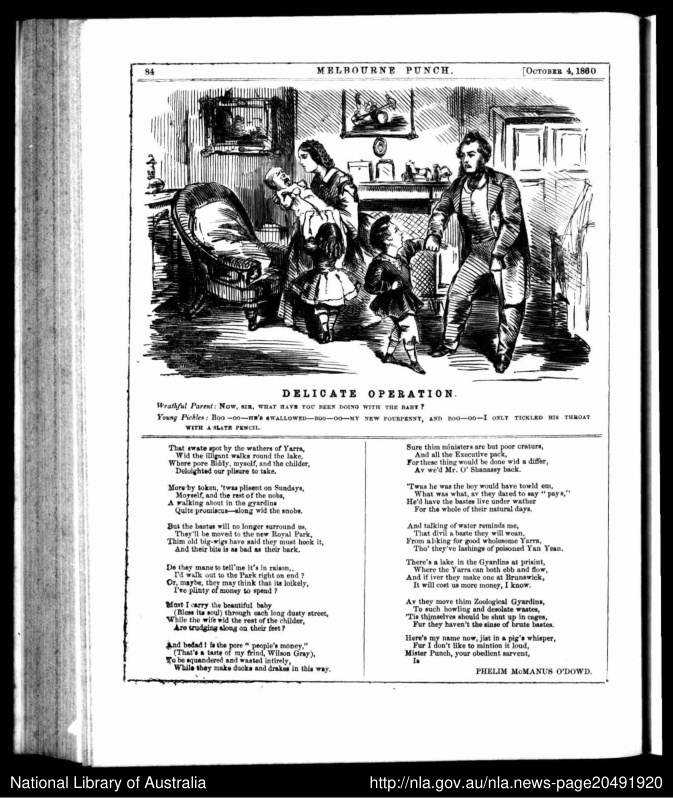 84
MELBOURNE PUNCH.
[OCTOBER 4, 1860
DELICATE OPERATION.
Wrathful Parent: NOW, SIR, WHAT HAVE YOU BEEN DOING WITH THE BABY?
Young Pickles: BOO—OO—HE'S SWALLOWED—BOO—OO—MY NEW FOURPENNY, AND BOO—OO—I ONLY TICKLED HIS THROAT
WITH A SLATE PENCIL.
That swate spot by the wathers of Yarra,
Wid the illigant walks round the lake,
Where pore Biddy, myself, and the childer,
Deloighted our plisure to take.
More by token, 'twas plisent on Sundays,
Moyself, and the rest of the nobs,
A walking about in the gyardins
Quite promiscus—along wid the snobs.
But the bastes will no longer surround us,
They'll be moved to the new Royal Park,
Thim old big-wigs have said they must hook it,
And their bite is as bad as their bark.
Do they mane to tell'me it's in raison,
I'd walk out to the Park right on end?
Or, maybe, they may think that its loikely,
I've plinty of money to spend?
Must I carry the beautiful baby
(Bless its soul) through each long dusty street,
While the wife wid the rest of the childer,
Are trudging along on their feet?
And bedad! is the pore "people's money,"
(That's a taste of my frind, Wilson Gray),
To be squandered and wasted intirely,
While they make ducks and drakes in this way.
Sure thim ministers are but poor craturs,
And all the Executive pack,
For these thing would be done wid a differ,
Av we'd Mr. O'Shanassy back.
'Twas he was the boy would have towld em,
What was what, av they dared to say "pays,"
He'd have the bastes live under wather
For the whole of their natural days.
And talking of water reminds me,
That divil a baste they will wean,
From a liking for good wholesome Yarra,
Tho' they've lashings of poisoned Yan Yean.
There's a lake in the Gyardins at prisint,
Where the Yarra can both ebb and flow,
And if iver they make one at Brunswick,
It will cost us more money, I know.
Av they move thim Zoological Gyardins,
To such howling and desolate wastes,
'Tis thimselves should be shut up in cages,
Fur they haven't the sinse of brute bastes.
Here's my name now, jist in a pig's whisper,
Fur I don't like to mintion it loud,
Mister Punch, your obedient survent,
Is
PHELIM McMANUS O'DOWD.
National Library of Australia
http://nla.gov.au/nla.news-page20491920